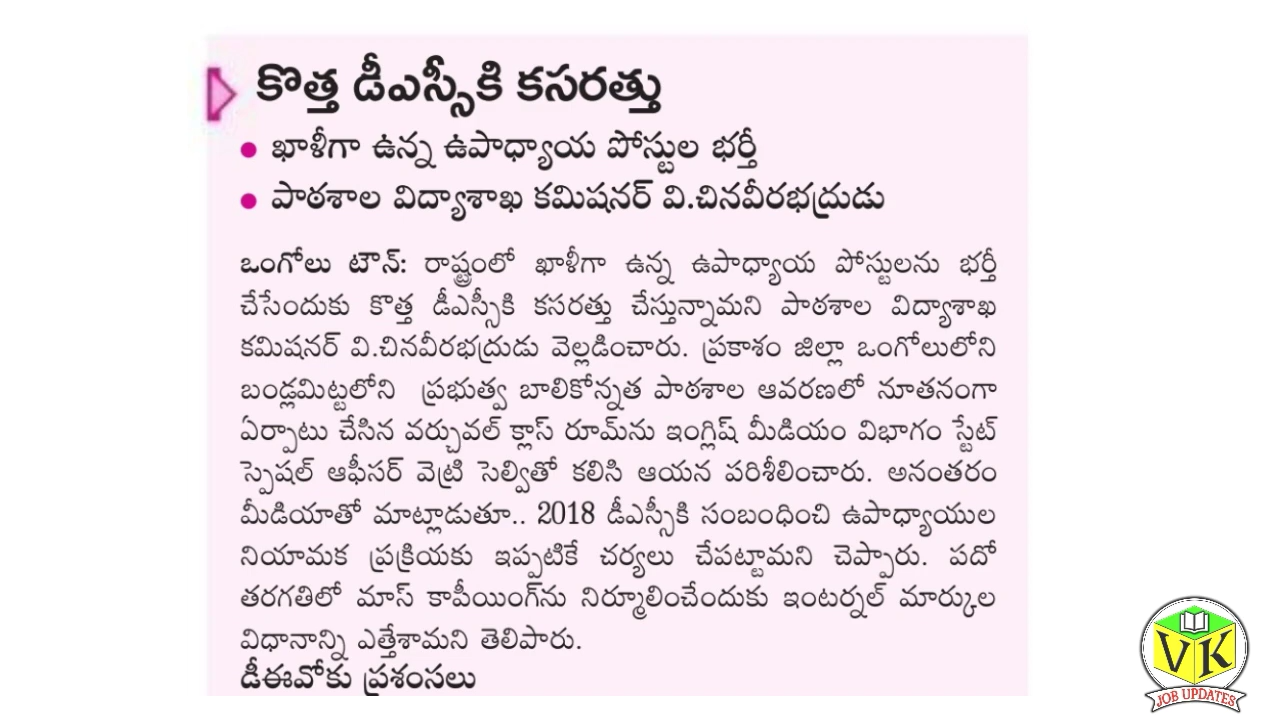 కొత్త డీఎస్సీకి కసరత్తు
ఖాళీగా ఉన్న ఉపాధ్యాయ పోస్టుల భర్తీ
పాఠశాల విద్యాశాఖ కమిషనర్ వి.చినవీరభద్రుడు
ఒంగోలు టౌన్: రాష్ట్రంలో ఖాళీగా ఉన్న ఉపాధ్యాయ పోస్టులను భర్తీ
చేసేందుకు కొత్త డీఎస్సీకి కసరత్తు చేస్తున్నామని పాఠశాల విద్యాశాఖ
కమిషనర్ వి.చినవీరభద్రుడు వెల్లడించారు. ప్రకాశం జిల్లా ఒంగోలులోని
బండ్లమిట్టలోని ప్రభుత్వ బాలికోన్నత పాఠశాల ఆవరణలో నూతనంగా
ఏర్పాటు చేసిన వర్చువల్ క్లాస్ రూమ్‌ను ఇంగ్లిష్ మీడియం విభాగం స్టేట్
స్పెషల్ ఆఫీసర్ వెట్రి సెల్వితో కలిసి ఆయన పరిశీలించారు. అనంతరం
మీడియాతో మాట్లాడుతూ.. 2018 డీఎస్సీకి సంబంధించి ఉపాధ్యాయుల
నియామక ప్రక్రియకు ఇప్పటికే చర్యలు చేపట్టామని చెప్పారు. పదో
తరగతిలో మాస్ కాపీయింగ్‌ను నిర్మూలించేందుకు ఇంటర్నల్ మార్కుల
విధానాన్ని ఎత్తేశామని తెలిపారు.
డీఈవోకు ప్రశంసలు
VK
JOB UPDATES